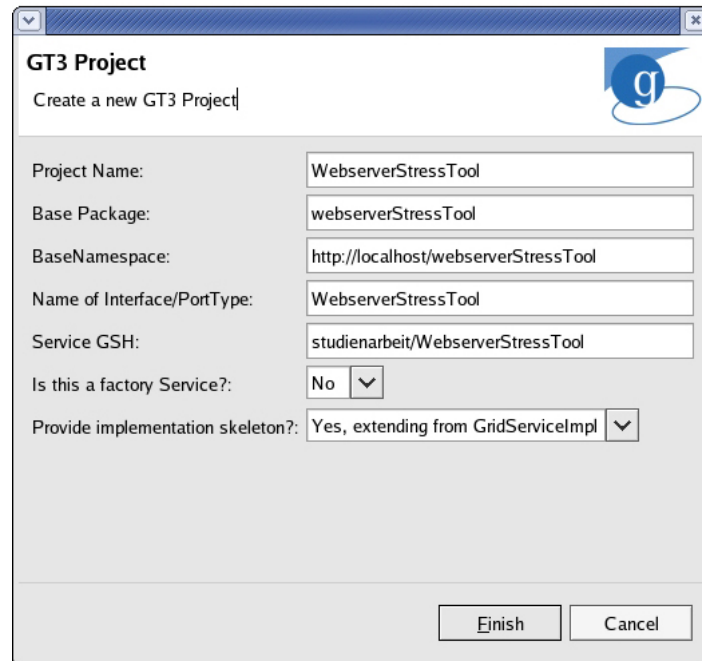 GT3 Project
Create a new GT3 Project
g
Project Name: WebserverStressTool
Base Package: webserverStressTool
BaseNamespace: http://localhost/webserverStressTool
Name of Interface/PortType: WebserverStressTool
Service GSH: studienarbeit/WebserverStressTool
Is this a factory Service?: No
Provide implementation skeleton?: Yes, extending from GridServiceImpl
Finish Cancel